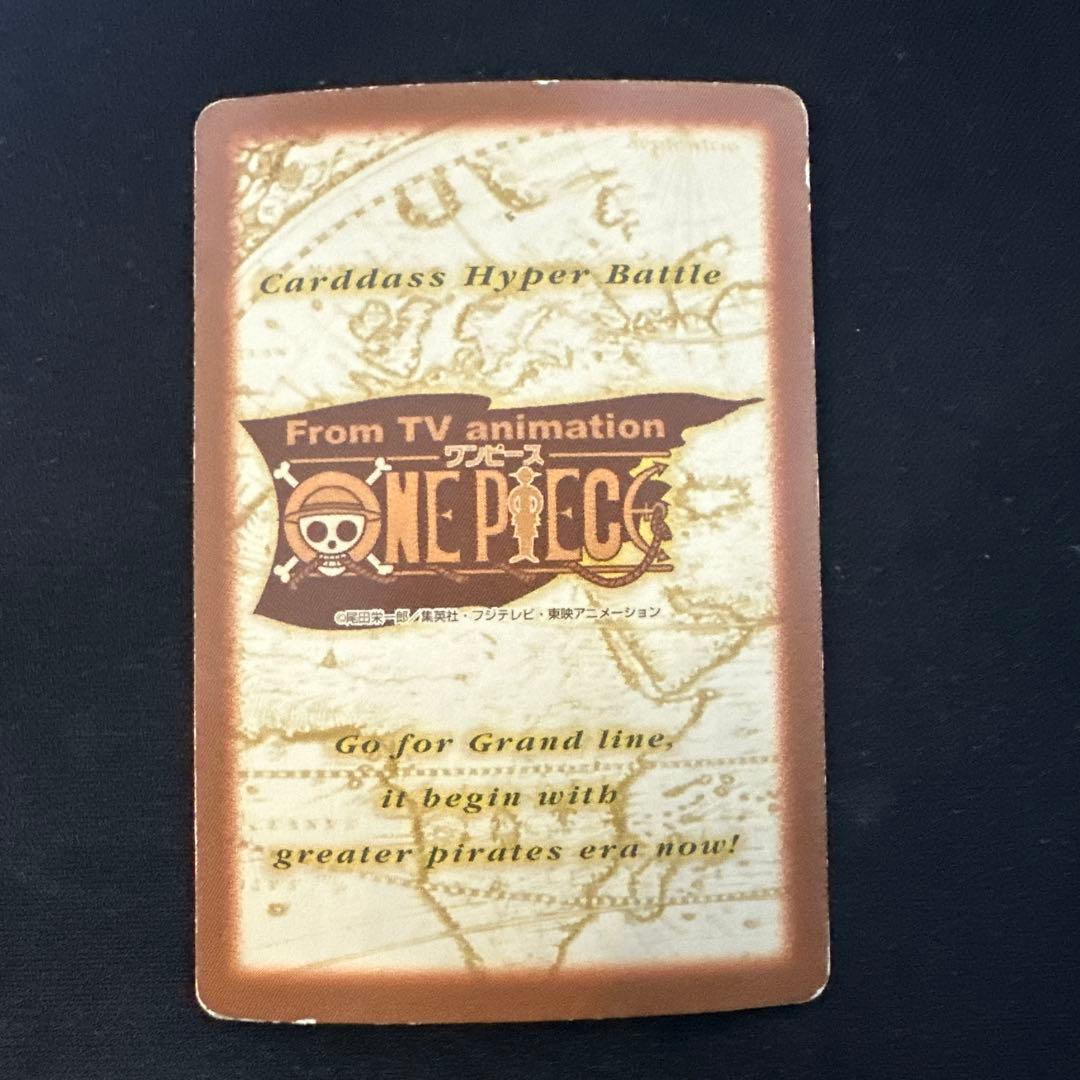 Carddass Hyper Battle
From TV animation
ワンピース
ONE PIECE
©尾田栄一郎／集英社・フジテレビ・東映アニメーション
Go for Grand line,
it begin with
greater pirates era now!